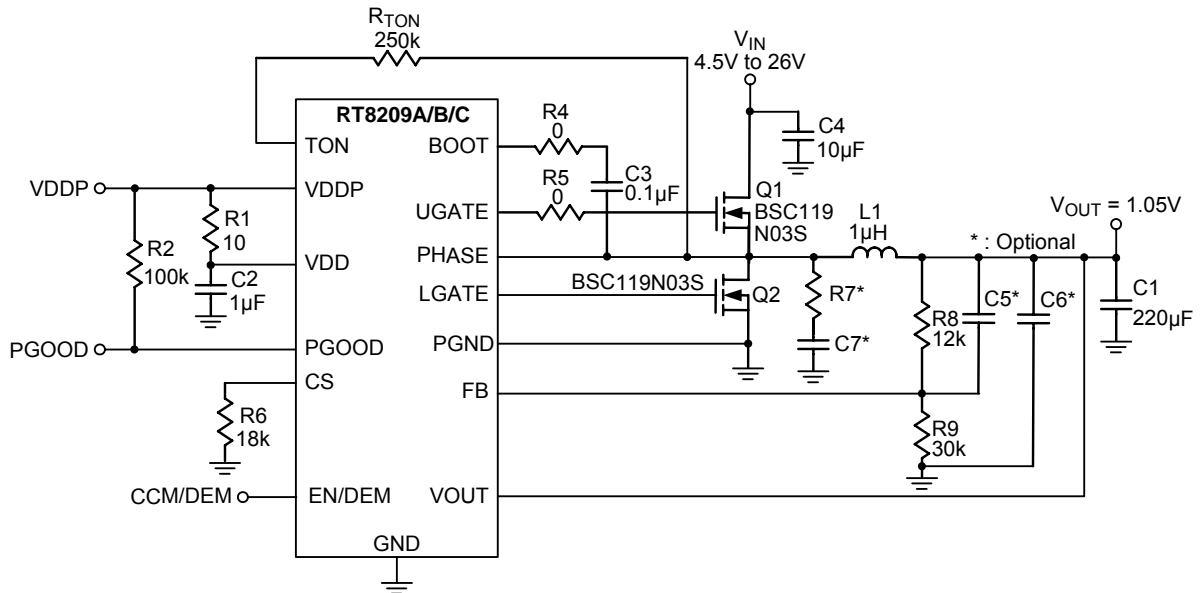 RTON
250k
VIN
4.5V to 26V
RT8209A/B/C
TON
BOOT
R4
0
C4
10µF
C3
0.1µF
VDDP
VDDP
R5
0
Q1
BSC119
N03S
R1
10
UGATE
L1
1µH
VOUT = 1.05V
* : Optional
R2
100k
VDD
PHASE
C2
1µF
LGATE
BSC119N03S
Q2
R7*
R8
12k
C5*
C6*
C1
220µF
PGOOD
PGOOD
PGND
C7*
CS
FB
R6
18k
R9
30k
CCM/DEM
EN/DEM
VOUT
GND